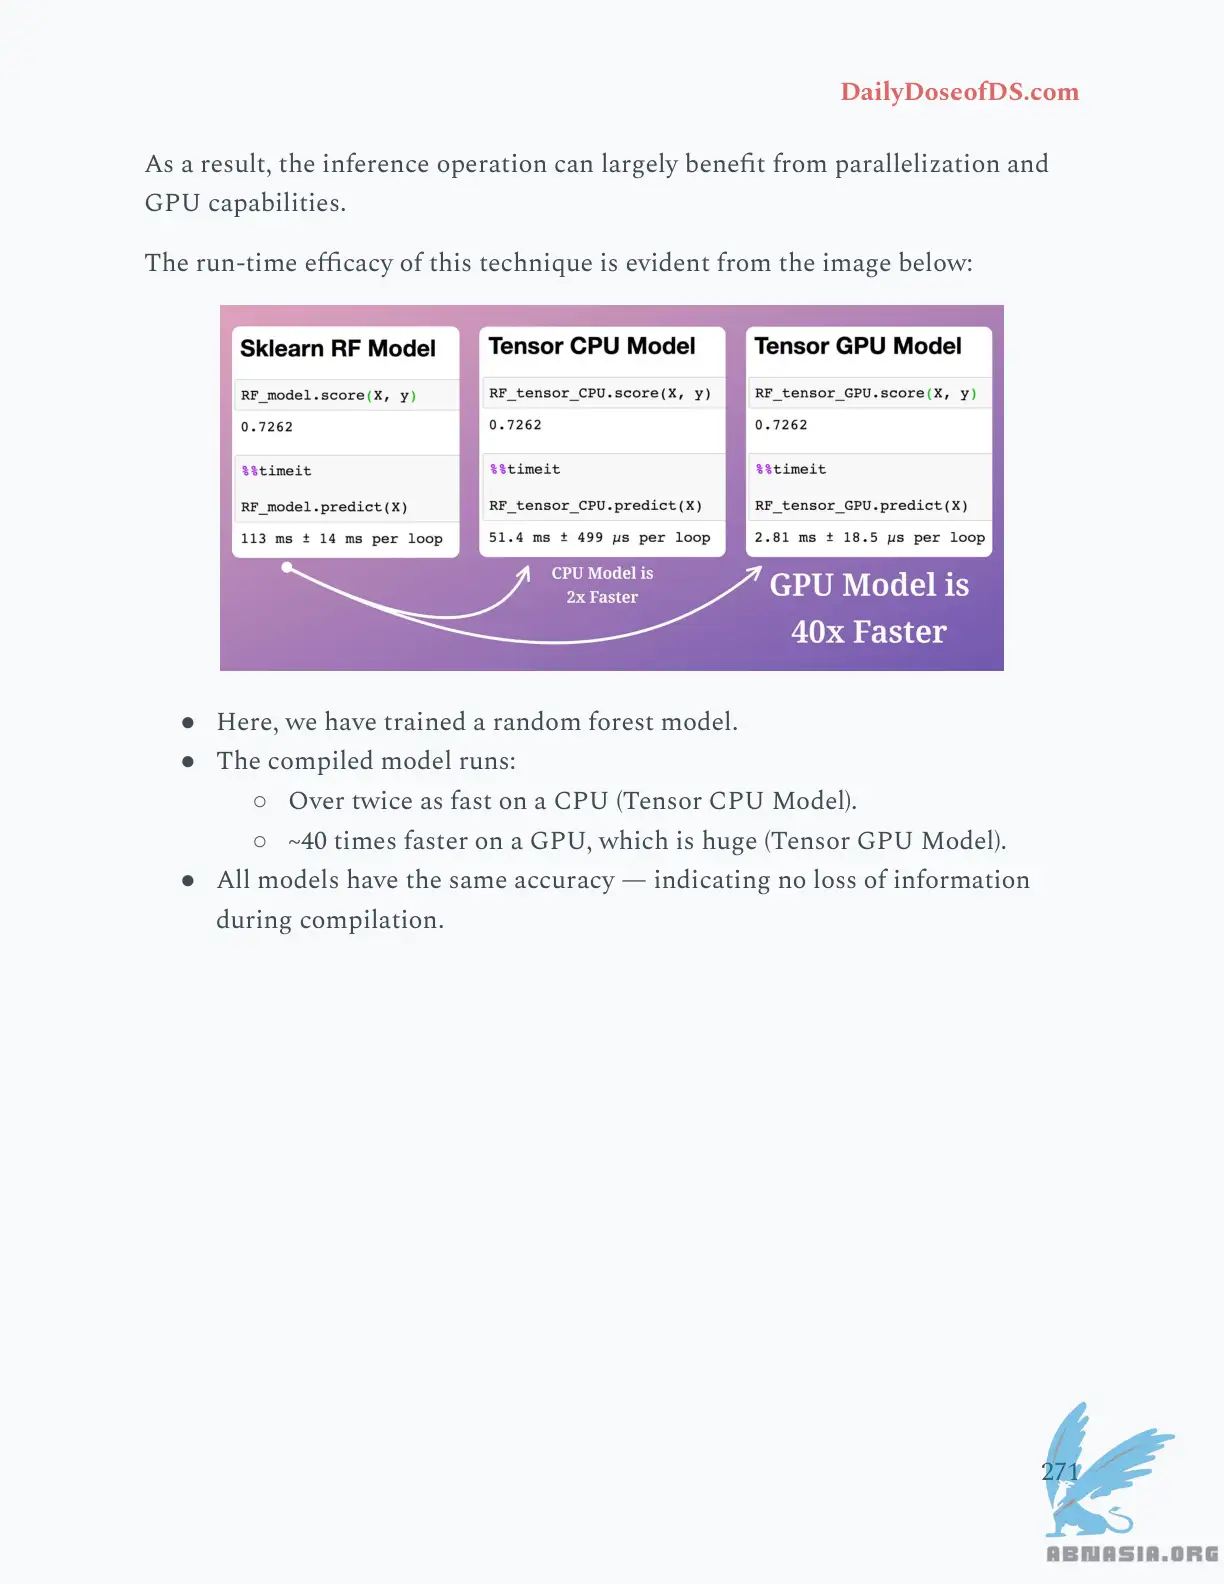 DailyDoseofDS.com
As a result, the inference operation can largely benefit from parallelization and
GPU capabilities.
The run-time efficacy of this technique is evident from the image below:
Sklearn RF Model
RF_model.score(X, y)
0.7262
%%timeit
RF_model.predict(X)
113 ms ± 14 ms per loop
Tensor CPU Model
RF_tensor_CPU.score(X, y)
0.7262
%%timeit
RF_tensor_CPU.predict(X)
51.4 ms ± 499 µs per loop
Tensor GPU Model
RF_tensor_GPU.score(X, y)
0.7262
%%timeit
RF_tensor_GPU.predict(X)
2.81 ms ± 18.5 µs per loop
CPU Model is
2x Faster
GPU Model is
40x Faster
● Here, we have trained a random forest model.
● The compiled model runs:
○ Over twice as fast on a CPU (Tensor CPU Model).
○ ~40 times faster on a GPU, which is huge (Tensor GPU Model).
● All models have the same accuracy — indicating no loss of information
during compilation.
271
ABNASIA.ORG